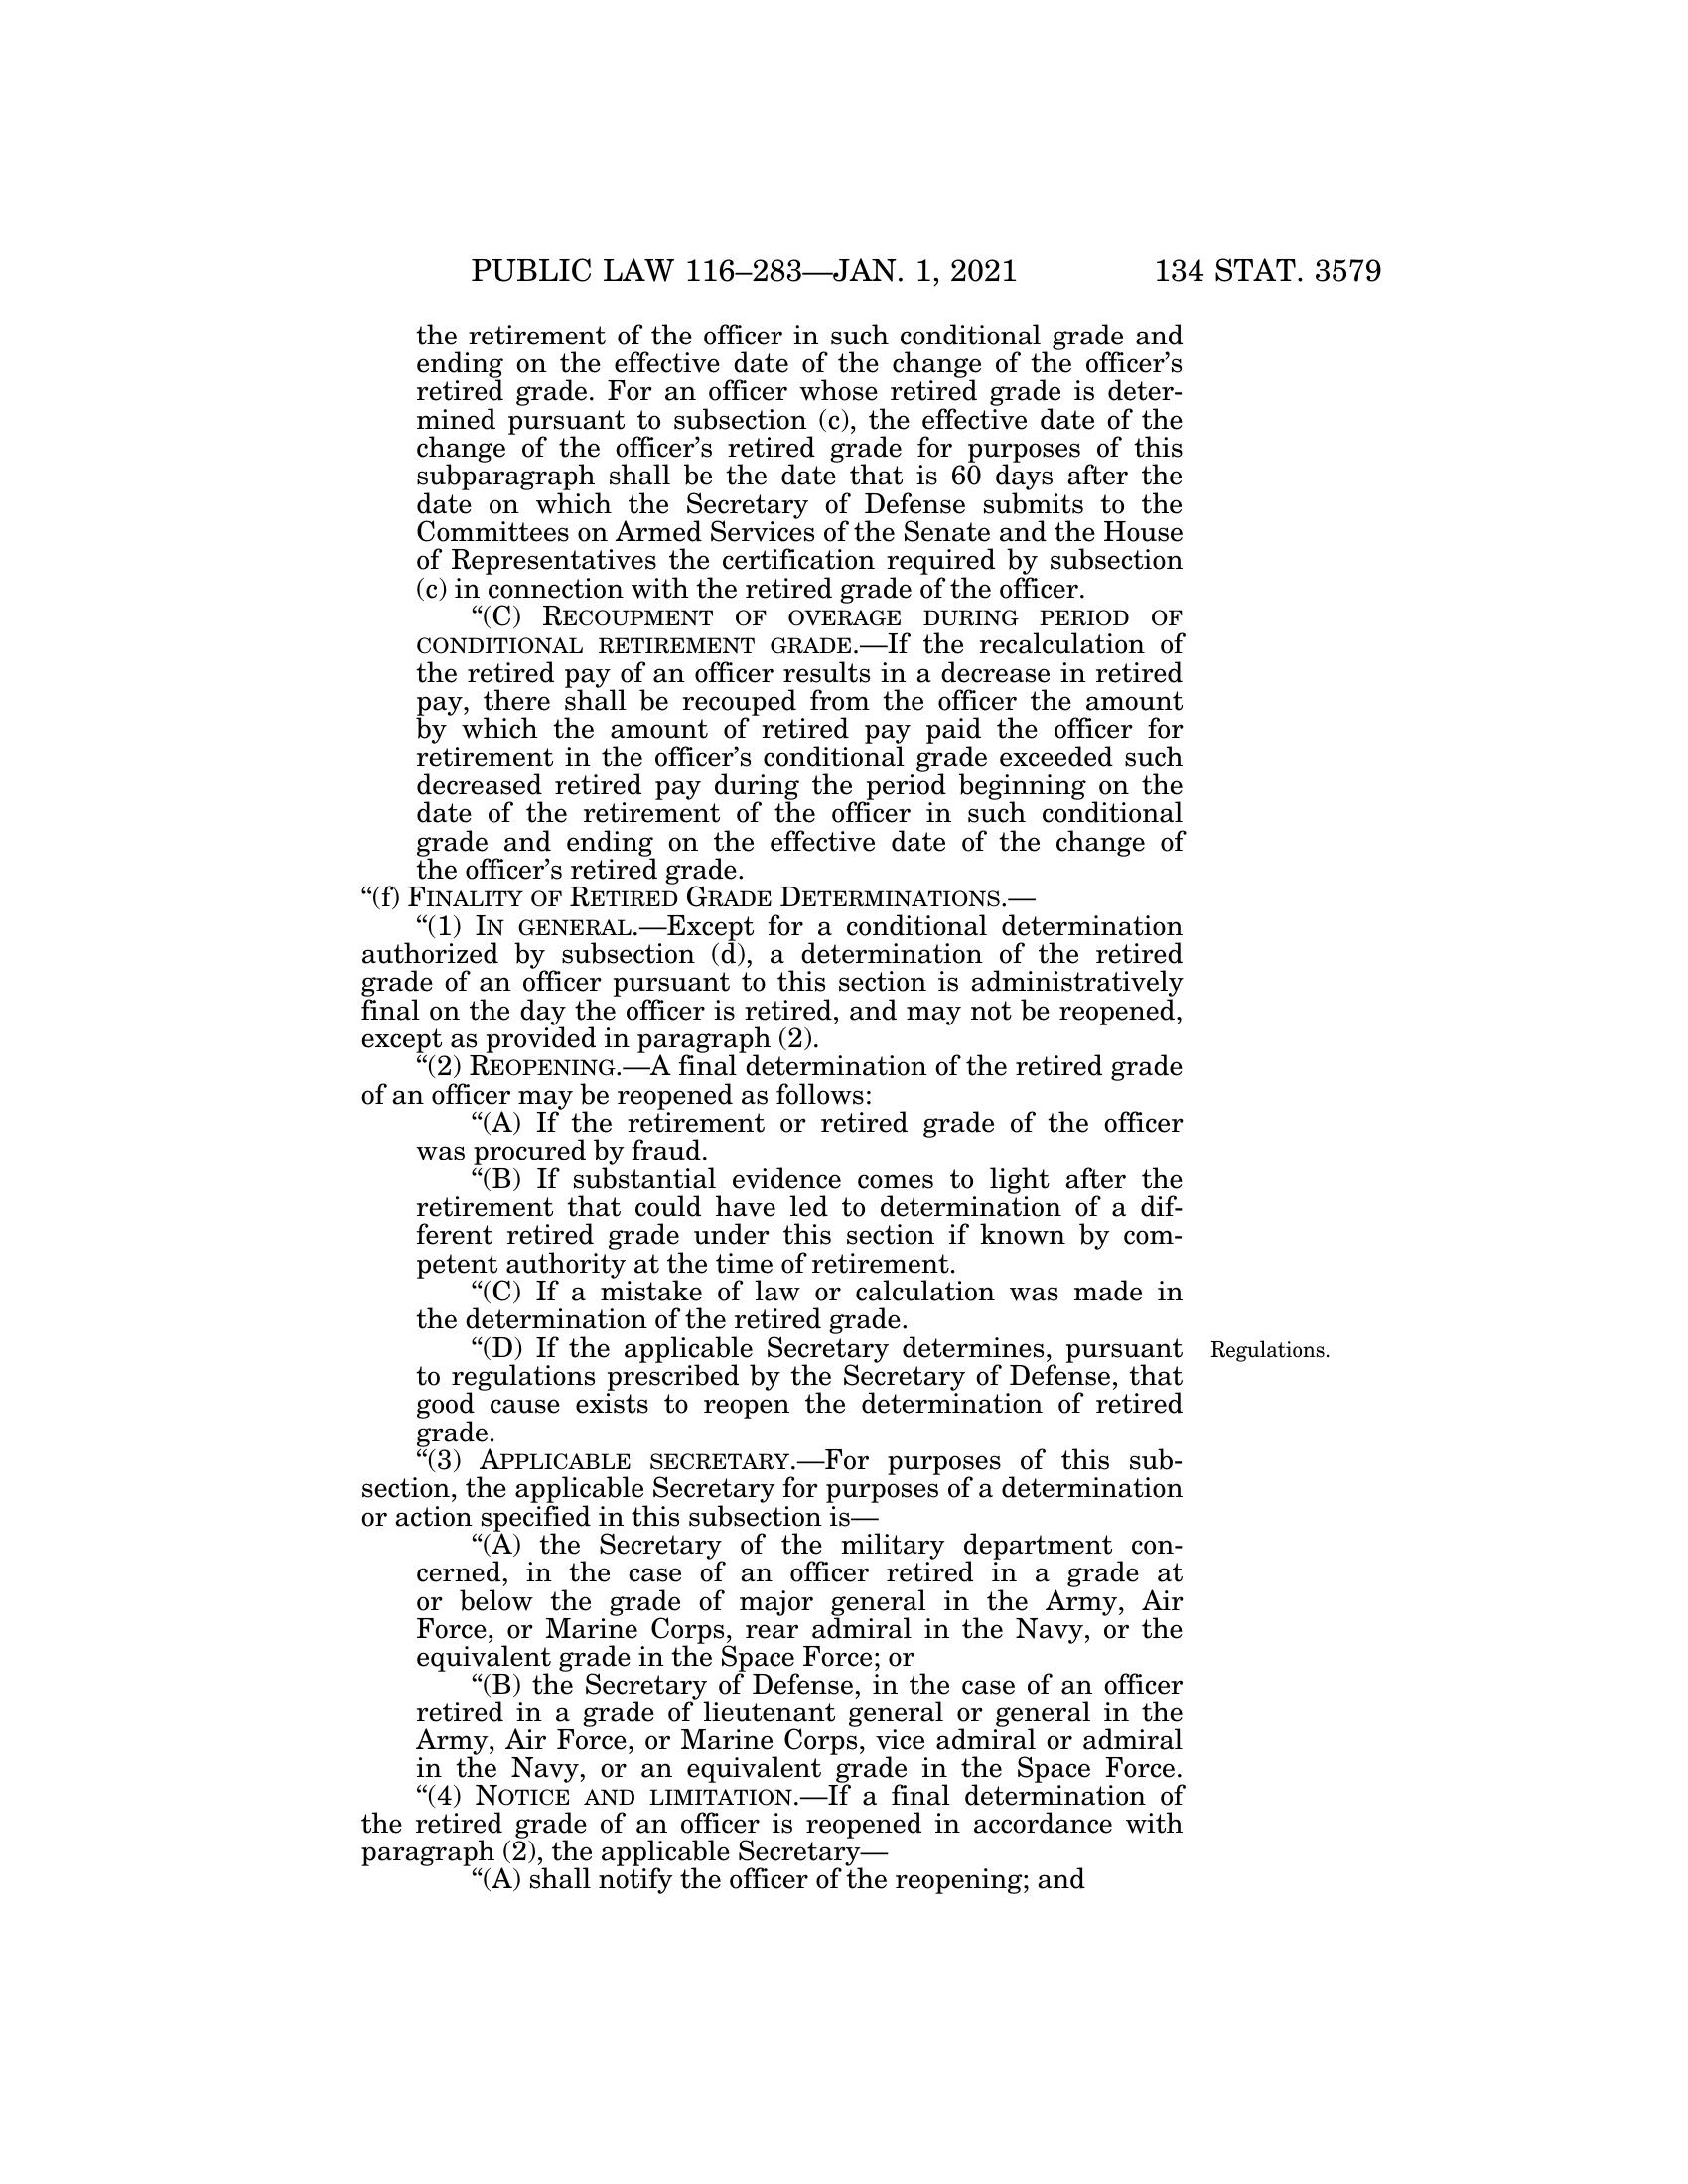 PUBLIC LAW 116–283—JAN. 1, 2021 134 STAT. 3579
the retirement of the officer in such conditional grade and
ending on the effective date of the change of the officer’s
retired grade. For an officer whose retired grade is deter-
mined pursuant to subsection (c), the effective date of the
change of the officer’s retired grade for purposes of this
subparagraph shall be the date that is 60 days after the
date on which the Secretary of Defense submits to the
Committees on Armed Services of the Senate and the House
of Representatives the certification required by subsection
(c) in connection with the retired grade of the officer.
“(C) RECOUPMENT OF OVERAGE DURING PERIOD OF
CONDITIONAL RETIREMENT GRADE.—If the recalculation of
the retired pay of an officer results in a decrease in retired
pay, there shall be recouped from the officer the amount
by which the amount of retired pay paid the officer for
retirement in the officer’s conditional grade exceeded such
decreased retired pay during the period beginning on the
date of the retirement of the officer in such conditional
grade and ending on the effective date of the change of
the officer’s retired grade.
“(f) FINALITY OF RETIRED GRADE DETERMINATIONS.—
“(1) IN GENERAL.—Except for a conditional determination
authorized by subsection (d), a determination of the retired
grade of an officer pursuant to this section is administratively
final on the day the officer is retired, and may not be reopened,
except as provided in paragraph (2).
“(2) REOPENING.—A final determination of the retired grade
of an officer may be reopened as follows:
“(A) If the retirement or retired grade of the officer
was procured by fraud.
“(B) If substantial evidence comes to light after the
retirement that could have led to determination of a dif-
ferent retired grade under this section if known by com-
petent authority at the time of retirement.
“(C) If a mistake of law or calculation was made in
the determination of the retired grade.
“(D) If the applicable Secretary determines, pursuant Regulations.
to regulations prescribed by the Secretary of Defense, that
good cause exists to reopen the determination of retired
grade.
“(3) APPLICABLE SECRETARY.—For purposes of this sub-
section, the applicable Secretary for purposes of a determination
or action specified in this subsection is—
“(A) the Secretary of the military department con-
cerned, in the case of an officer retired in a grade at
or below the grade of major general in the Army, Air
Force, or Marine Corps, rear admiral in the Navy, or the
equivalent grade in the Space Force; or
“(B) the Secretary of Defense, in the case of an officer
retired in a grade of lieutenant general or general in the
Army, Air Force, or Marine Corps, vice admiral or admiral
in the Navy, or an equivalent grade in the Space Force.
“(4) NOTICE AND LIMITATION.—If a final determination of
the retired grade of an officer is reopened in accordance with
paragraph (2), the applicable Secretary—
“(A) shall notify the officer of the reopening; and